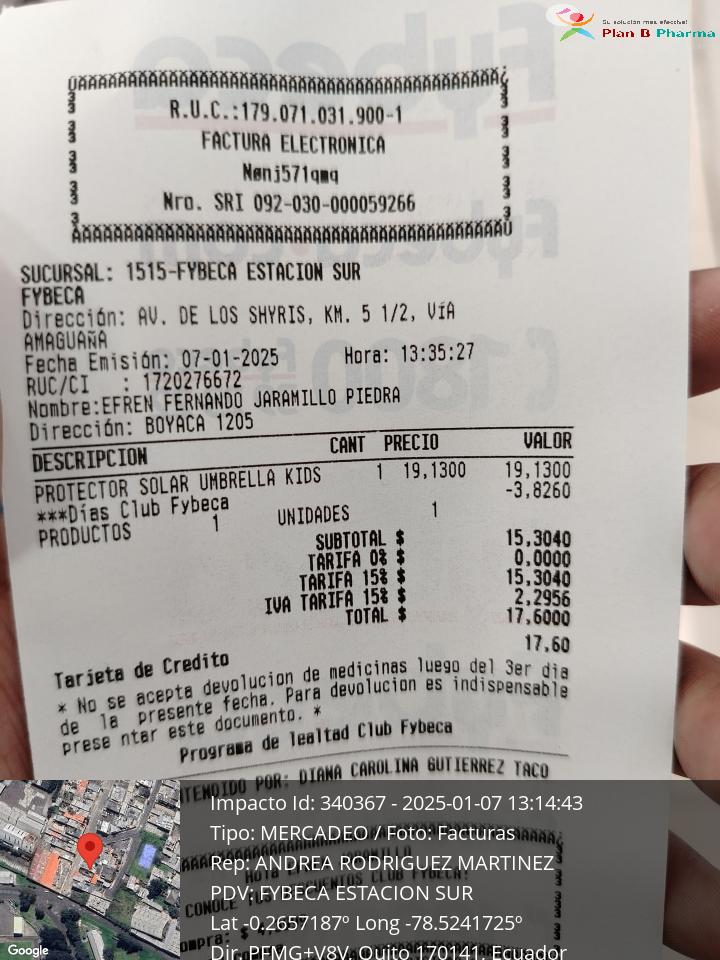 Su solución más efectiva!
Plan B Pharma
R.U.C.:179.071.031.900-1
FACTURA ELECTRONICA
Nønj571qmq
Nro. SRI 092-030-000059266
SUCURSAL: 1515-FYBECA ESTACION SUR
FYBECA
Dirección: AV. DE LOS SHYRIS, KM. 5 1/2, VíA
AMAGUAñA
Fecha Emisión: 07-01-2025 Hora: 13:35:27
RUC/CI : 1720276672
Nombre:EFREN FERNANDO JARAMILLO PIEDRA
Dirección: BOYACA 1205
DESCRIPCION CANT PRECIO VALOR
PROTECTOR SOLAR UMBRELLA KIDS 1 19,1300 19,1300
***Días Club Fybeca -3,8260
PRODUCTOS 1 UNIDADES 1
SUBTOTAL $ 15,3040
TARIFA 0% $ 0,0000
TARIFA 15% $ 15,3040
IVA TARIFA 15% $ 2,2956
TOTAL $ 17,6000
17,60
Tarjeta de Credito
* No se acepta devolucion de medicinas luego del 3er dia
de la presente fecha. Para devolucion es indispensable
prese ntar este documento. *
Programa de lealtad Club Fybeca
ATENDIDO POR: DIANA CAROLINA GUTIERREZ TACO
Impacto Id: 340367 - 2025-01-07 13:14:43
Tipo: MERCADEO / Foto: Facturas
Rep: ANDREA RODRIGUEZ MARTINEZ
PDV: FYBECA ESTACION SUR
Lat -0.2657187º Long -78.5241725º
Dir. PFMG+V8V, Quito 170141, Ecuador
Google